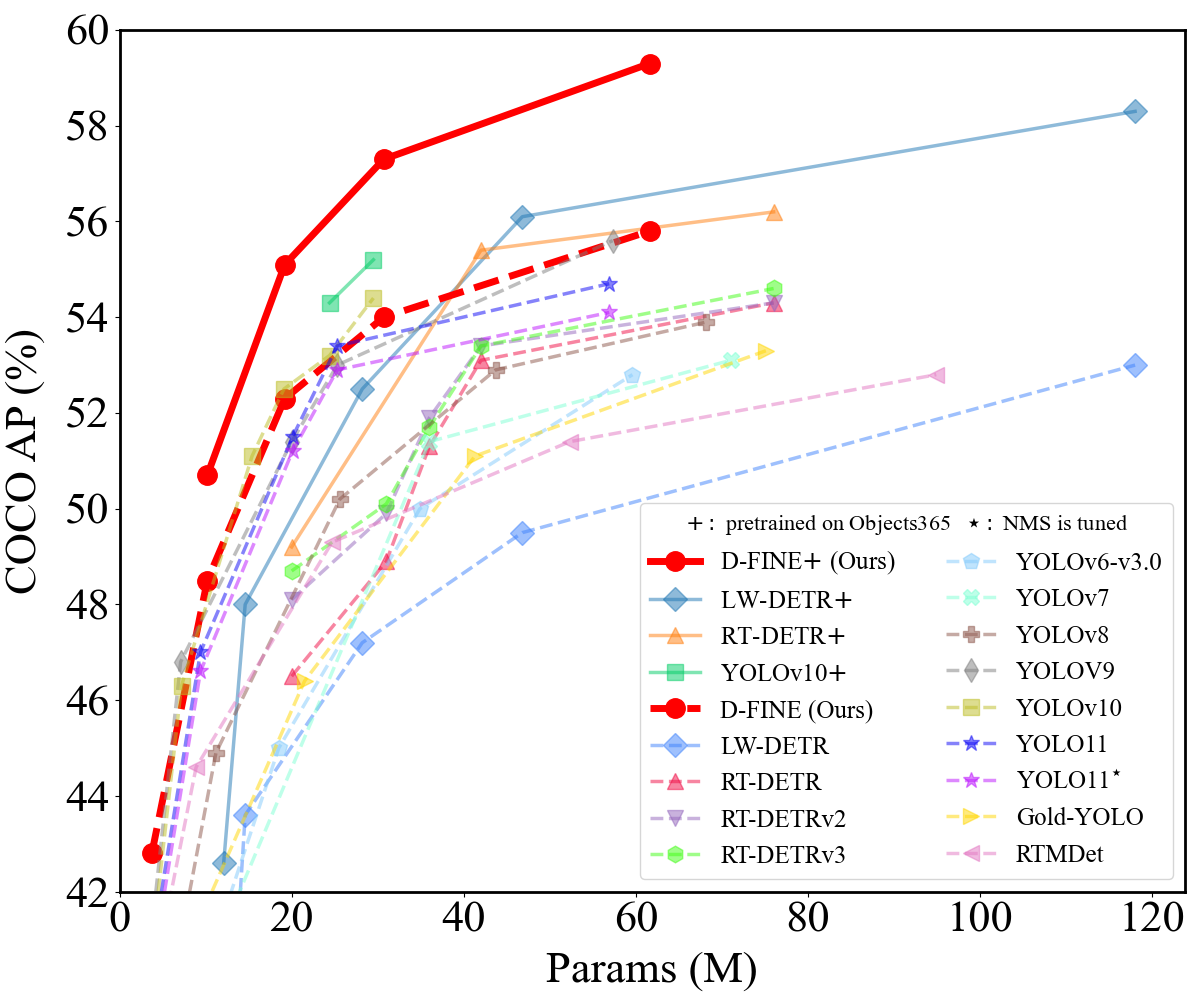 60
58
56
54
52
50
48
46
44
42
COCO AP (%)
+ : pretrained on Objects365 ⋆ : NMS is tuned
D-FINE+ (Ours)
LW-DETR+
RT-DETR+
YOLOv10+
D-FINE (Ours)
LW-DETR
RT-DETR
RT-DETRv2
RT-DETRv3
YOLOv6-v3.0
YOLOv7
YOLOv8
YOLOV9
YOLOv10
YOLO11
YOLO11⋆
Gold-YOLO
RTMDet
0 20 40 60 80 100 120
Params (M)